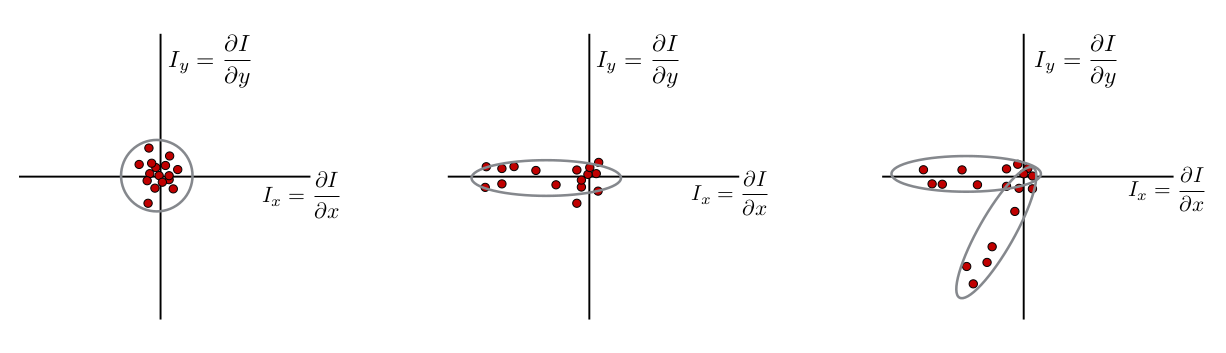 I_y = ∂I/∂y
I_x = ∂I/∂x
I_y = ∂I/∂y
I_x = ∂I/∂x
I_y = ∂I/∂y
I_x = ∂I/∂x